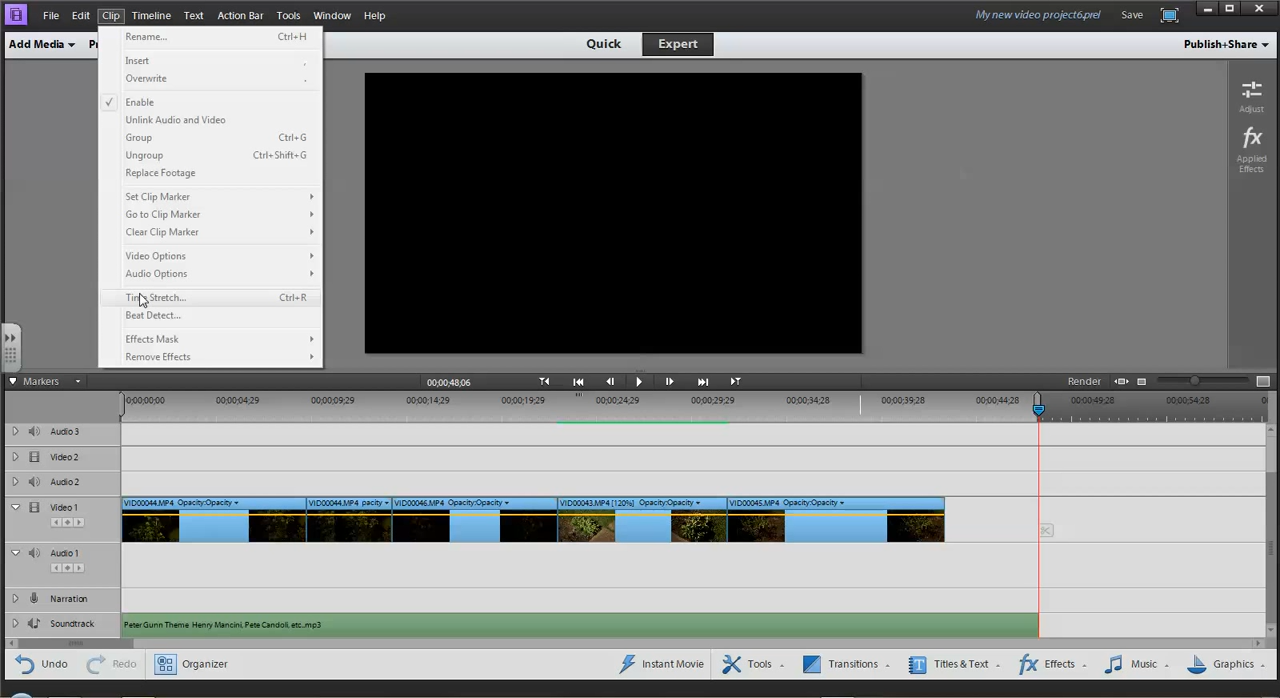 File Edit Clip Timeline Text Action Bar Tools Window Help My new video project6.prel Save
Add Media Quick Expert Publish+Share
Rename... Ctrl+H
Insert ,
Overwrite .
Enable
Unlink Audio and Video
Group Ctrl+G
Ungroup Ctrl+Shift+G
Replace Footage
Set Clip Marker
Go to Clip Marker
Clear Clip Marker
Video Options
Audio Options
Time Stretch... Ctrl+R
Beat Detect...
Effects Mask
Remove Effects
Adjust
fx
Applied
Effects
Markers 00;00;48;06 Render
00;00;00;00 00;00;04;29 00;00;09;29 00;00;14;29 00;00;19;29 00;00;24;29 00;00;29;29 00;00;34;28 00;00;39;28 00;00;44;28 00;00;49;28 00;00;54;28
Audio 3
Video 2
Audio 2
Video 1
VID00044.MP4 Opacity:Opacity VID00044.MP4 pacity VID00046.MP4 Opacity:Opacity VID00043.MP4 [120%] Opacity:Opacity VID00045.MP4 Opacity:Opacity
Audio 1
Narration
Soundtrack Peter Gunn Theme Henry Mancini, Pete Candoli, etc..mp3
Undo Redo Organizer Instant Movie Tools Transitions Titles & Text fx Effects Music Graphics